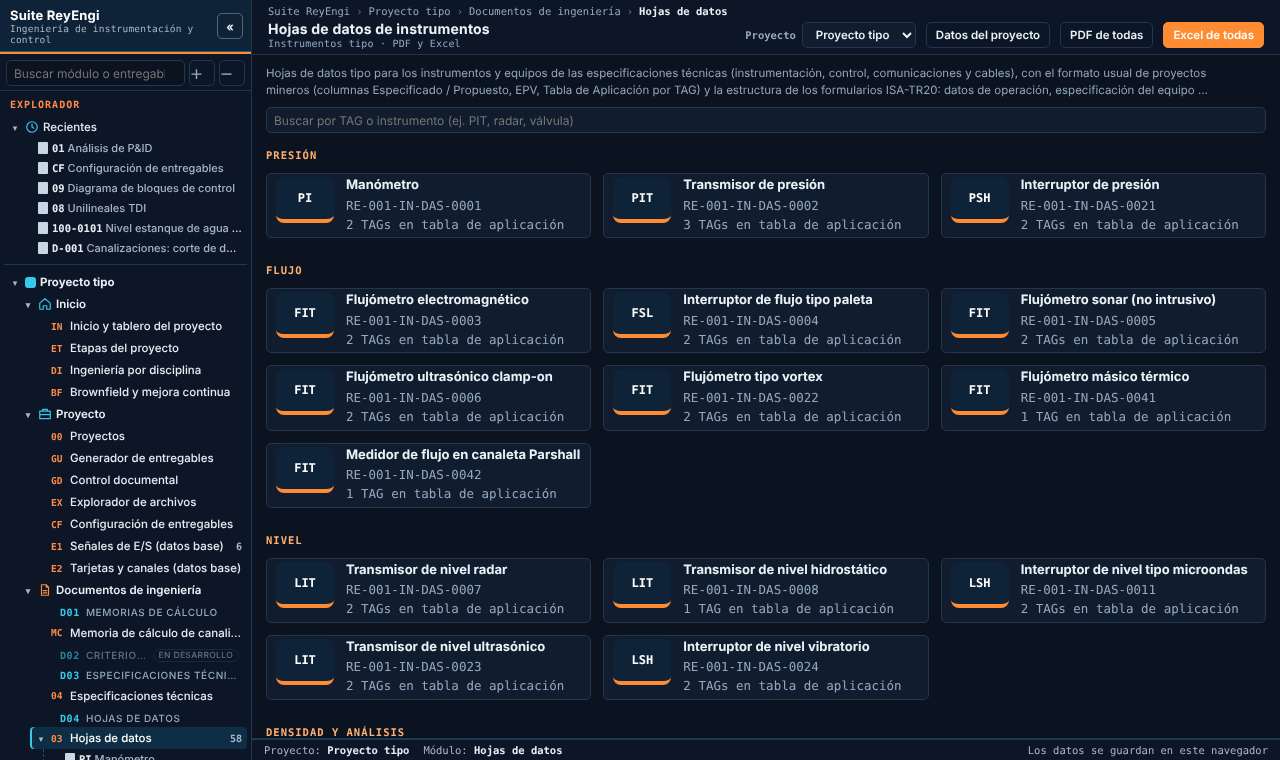 Suite ReyEngi
Ingeniería de instrumentación y
control
«
Buscar módulo o entregabl
+ −
EXPLORADOR
Recientes
01 Análisis de P&ID
CF Configuración de entregables
09 Diagrama de bloques de control
08 Unilineales TDI
100-0101 Nivel estanque de agua ...
D-001 Canalizaciones: corte de d...
Proyecto tipo
Inicio
IN Inicio y tablero del proyecto
ET Etapas del proyecto
DI Ingeniería por disciplina
BF Brownfield y mejora continua
Proyecto
00 Proyectos
GU Generador de entregables
GD Control documental
EX Explorador de archivos
CF Configuración de entregables
E1 Señales de E/S (datos base) 6
E2 Tarjetas y canales (datos base)
Documentos de ingeniería
D01 MEMORIAS DE CÁLCULO
MC Memoria de cálculo de canali...
D02 CRITERIO... EN DESARROLLO
D03 ESPECIFICACIONES TÉCNI...
04 Especificaciones técnicas
D04 HOJAS DE DATOS
03 Hojas de datos 58
PI Manómetro
Suite ReyEngi › Proyecto tipo › Documentos de ingeniería › Hojas de datos
Hojas de datos de instrumentos
Instrumentos tipo · PDF y Excel
Proyecto Proyecto tipo Datos del proyecto PDF de todas Excel de todas
Hojas de datos tipo para los instrumentos y equipos de las especificaciones técnicas (instrumentación, control, comunicaciones y cables), con el formato usual de proyectos
mineros (columnas Especificado / Propuesto, EPV, Tabla de Aplicación por TAG) y la estructura de los formularios ISA-TR20: datos de operación, especificación del equipo ...
Buscar por TAG o instrumento (ej. PIT, radar, válvula)
PRESIÓN
PI Manómetro
RE-001-IN-DAS-0001
2 TAGs en tabla de aplicación
PIT Transmisor de presión
RE-001-IN-DAS-0002
3 TAGs en tabla de aplicación
PSH Interruptor de presión
RE-001-IN-DAS-0021
2 TAGs en tabla de aplicación
FLUJO
FIT Flujómetro electromagnético
RE-001-IN-DAS-0003
2 TAGs en tabla de aplicación
FSL Interruptor de flujo tipo paleta
RE-001-IN-DAS-0004
2 TAGs en tabla de aplicación
FIT Flujómetro sonar (no intrusivo)
RE-001-IN-DAS-0005
2 TAGs en tabla de aplicación
FIT Flujómetro ultrasónico clamp-on
RE-001-IN-DAS-0006
2 TAGs en tabla de aplicación
FIT Flujómetro tipo vortex
RE-001-IN-DAS-0022
2 TAGs en tabla de aplicación
FIT Flujómetro másico térmico
RE-001-IN-DAS-0041
1 TAG en tabla de aplicación
FIT Medidor de flujo en canaleta Parshall
RE-001-IN-DAS-0042
1 TAG en tabla de aplicación
NIVEL
LIT Transmisor de nivel radar
RE-001-IN-DAS-0007
2 TAGs en tabla de aplicación
LIT Transmisor de nivel hidrostático
RE-001-IN-DAS-0008
1 TAG en tabla de aplicación
LSH Interruptor de nivel tipo microondas
RE-001-IN-DAS-0011
2 TAGs en tabla de aplicación
LIT Transmisor de nivel ultrasónico
RE-001-IN-DAS-0023
2 TAGs en tabla de aplicación
LSH Interruptor de nivel vibratorio
RE-001-IN-DAS-0024
2 TAGs en tabla de aplicación
DENSIDAD Y ANÁLISIS
Proyecto: Proyecto tipo Módulo: Hojas de datos Los datos se guardan en este navegador